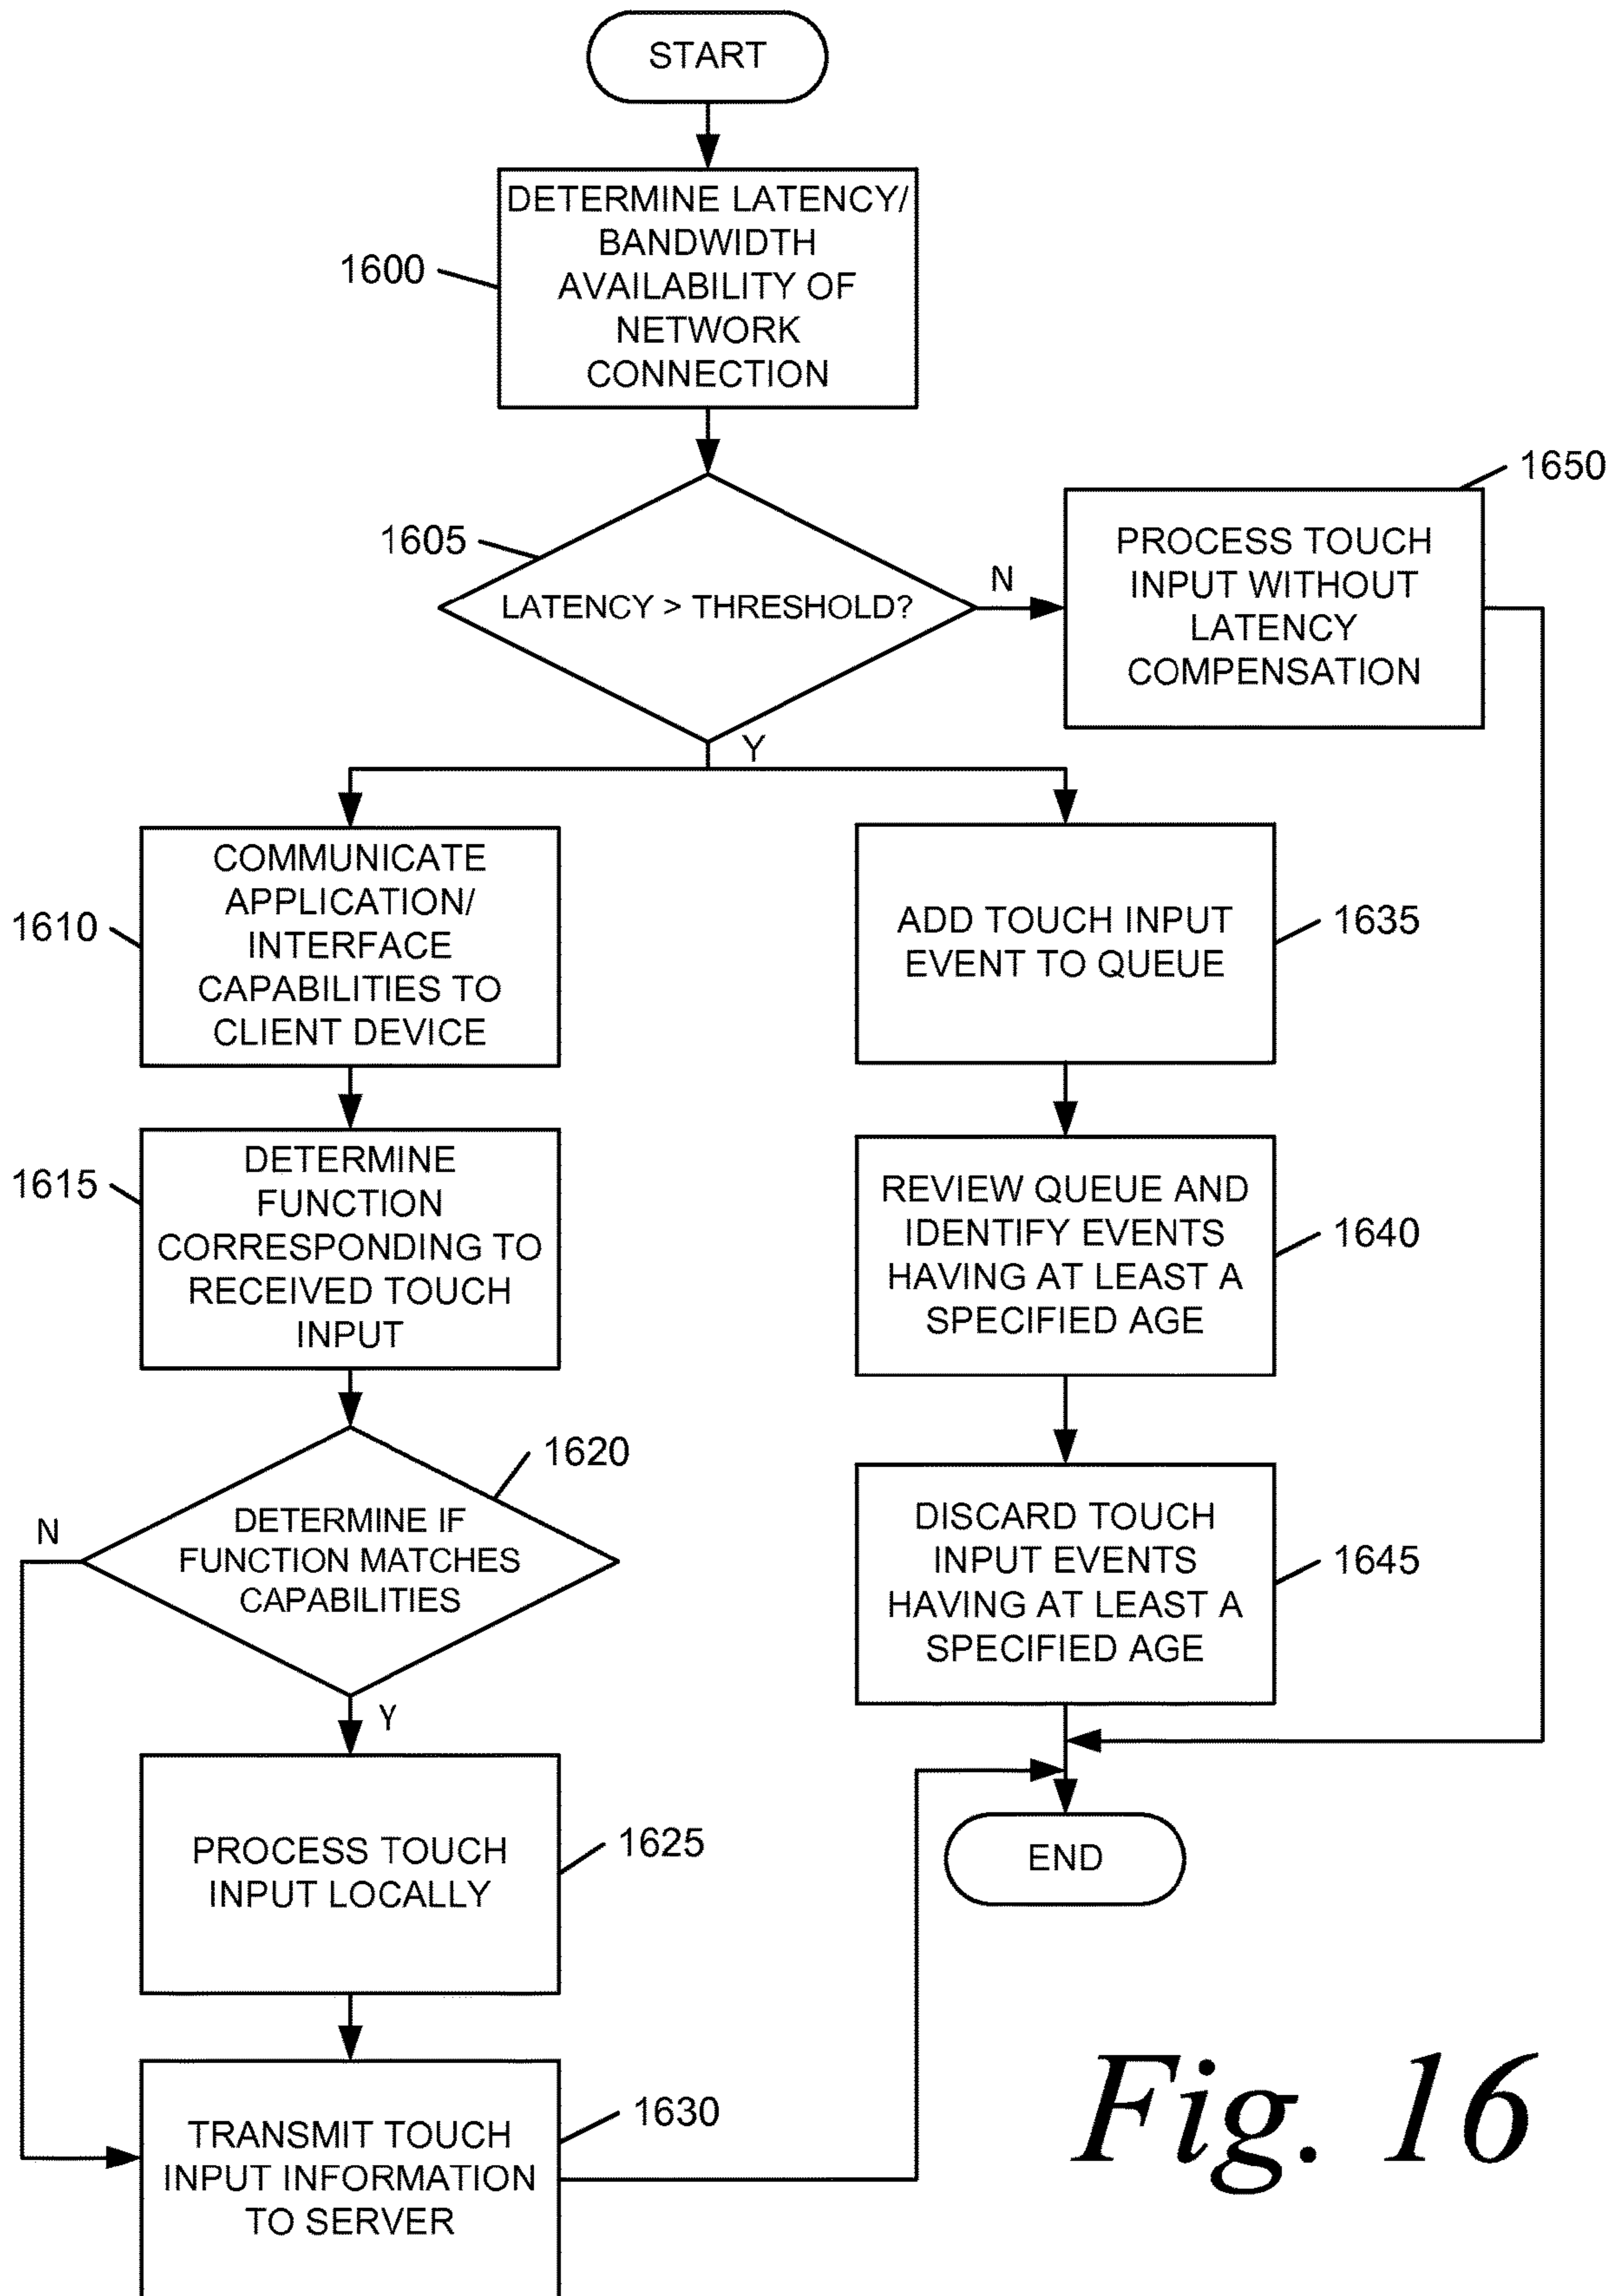 START
DETERMINE LATENCY/
BANDWIDTH
AVAILABILITY OF
NETWORK
CONNECTION
1600
1605
LATENCY > THRESHOLD?
N
1650
PROCESS TOUCH
INPUT WITHOUT
LATENCY
COMPENSATION
Y
1610
COMMUNICATE
APPLICATION/
INTERFACE
CAPABILITIES TO
CLIENT DEVICE
ADD TOUCH INPUT
EVENT TO QUEUE
1635
1615
DETERMINE
FUNCTION
CORRESPONDING TO
RECEIVED TOUCH
INPUT
REVIEW QUEUE AND
IDENTIFY EVENTS
HAVING AT LEAST A
SPECIFIED AGE
1640
1620
N
DETERMINE IF
FUNCTION MATCHES
CAPABILITIES
Y
DISCARD TOUCH
INPUT EVENTS
HAVING AT LEAST A
SPECIFIED AGE
1645
PROCESS TOUCH
INPUT LOCALLY
1625
END
TRANSMIT TOUCH
INPUT INFORMATION
TO SERVER
1630
Fig. 16